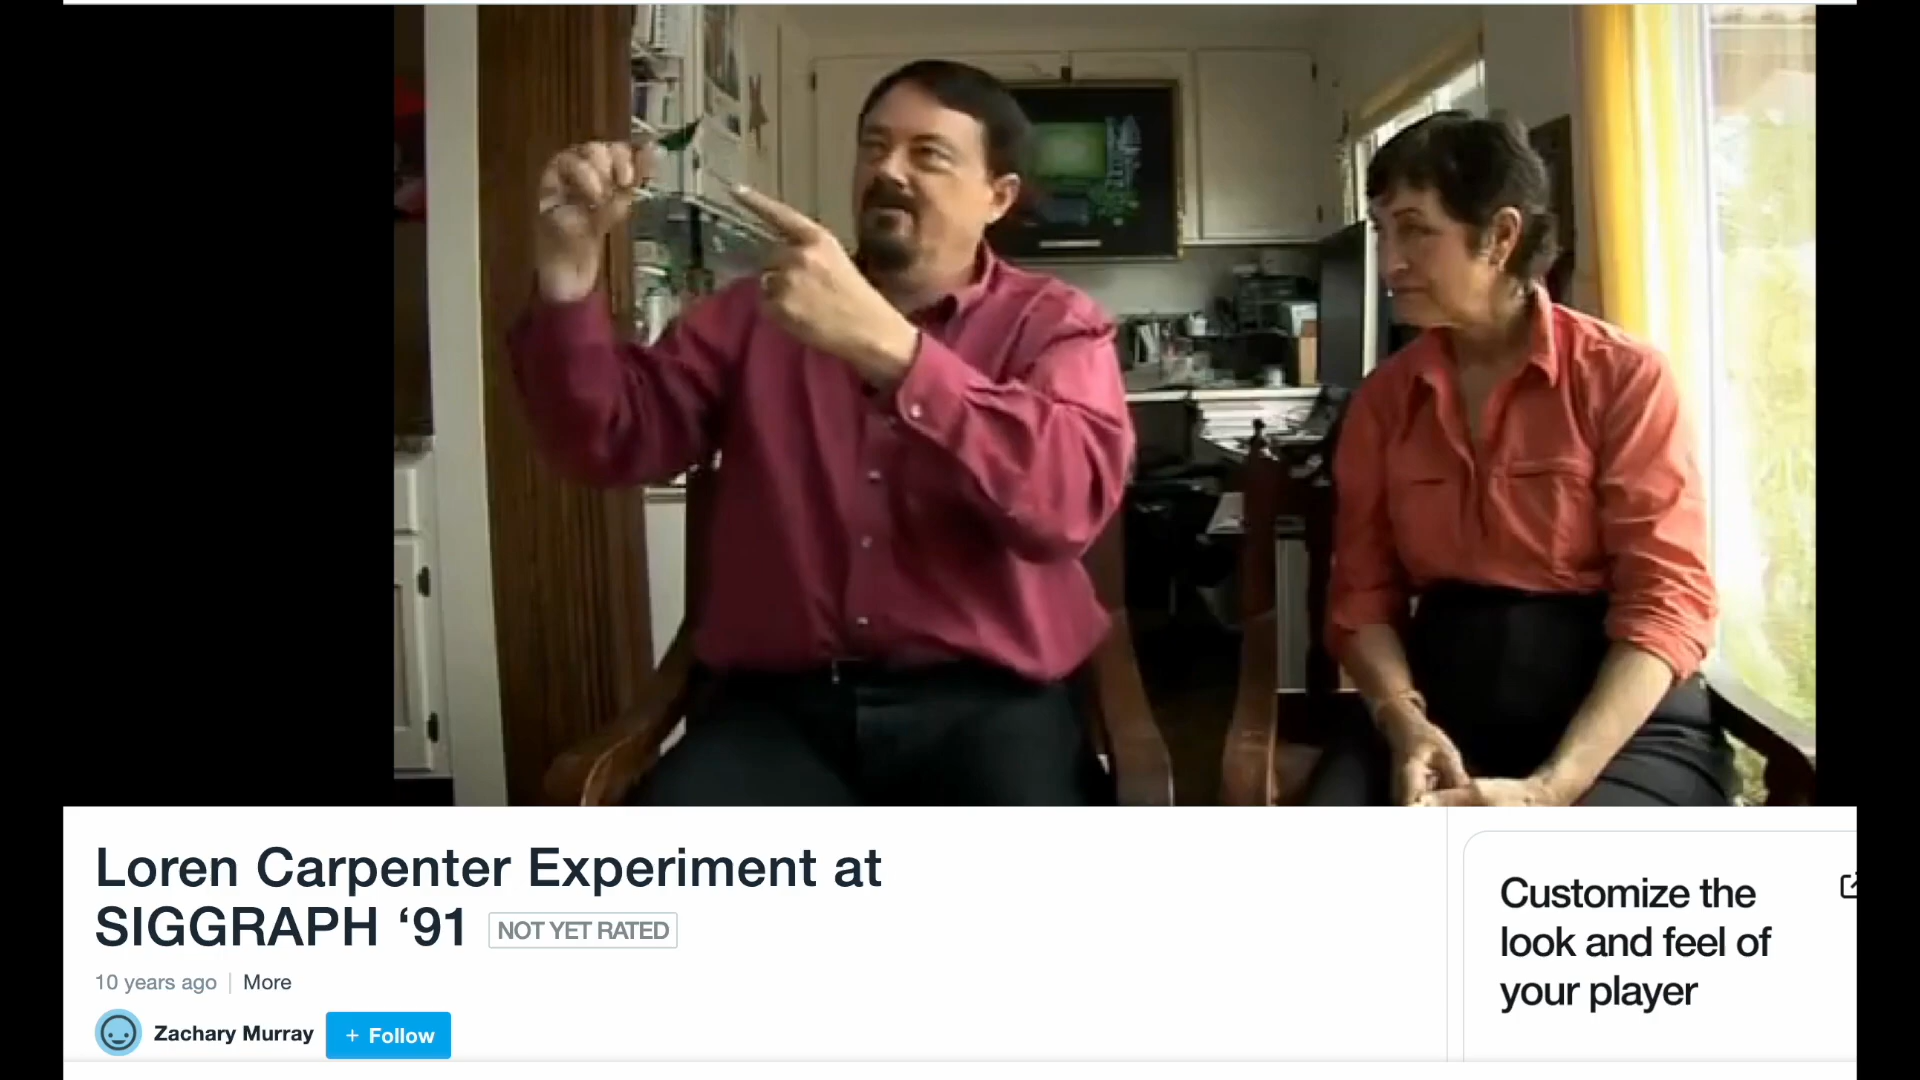 Loren Carpenter Experiment at
SIGGRAPH ‘91 NOT YET RATED
10 years ago | More
Zachary Murray + Follow
Customize the
look and feel of
your player